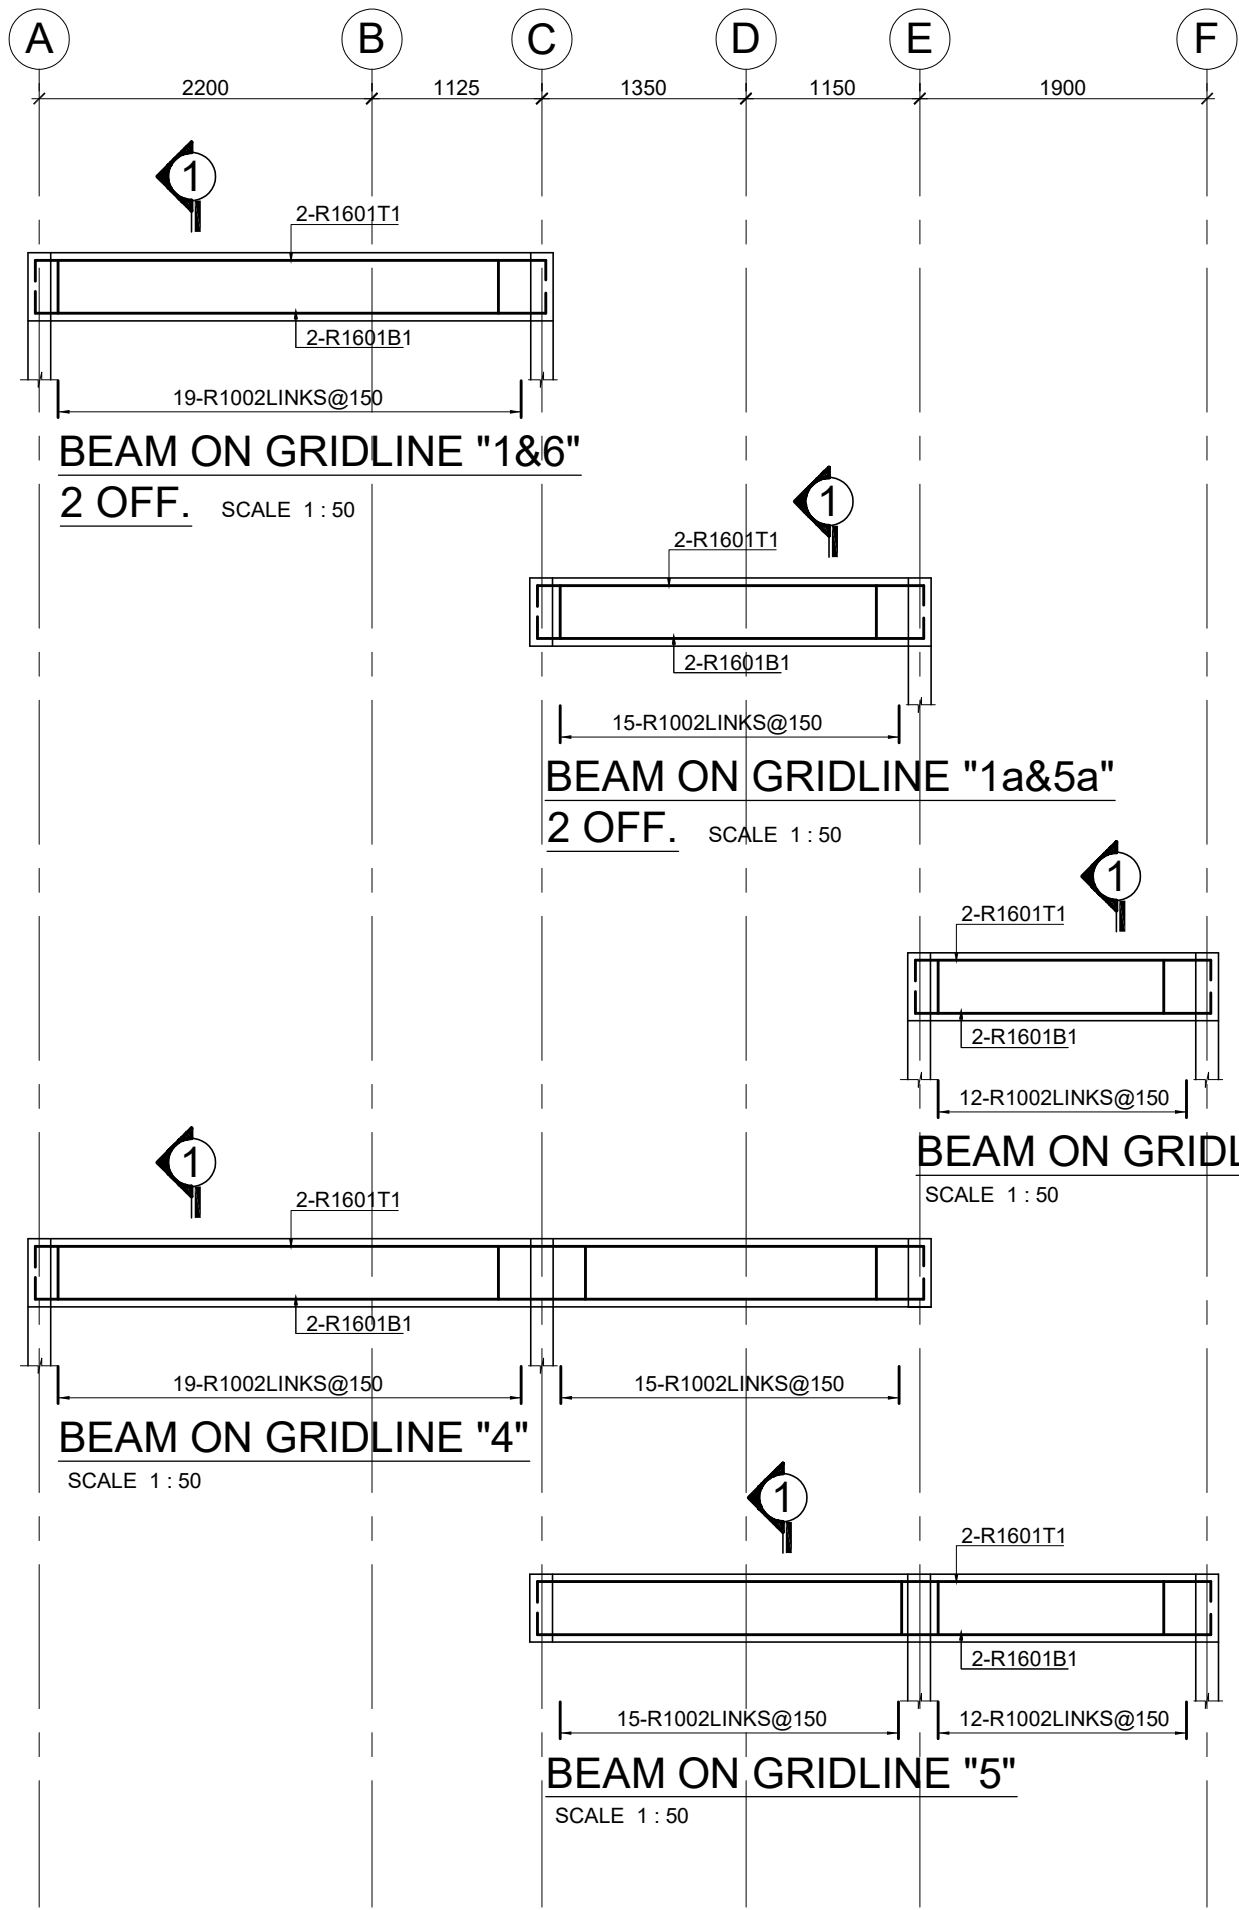 A B C D E F
2200 1125 1350 1150 1900
1
2-R1601T1
2-R1601B1
19-R1002LINKS@150
BEAM ON GRIDLINE "1&6"
2 OFF. SCALE 1 : 50
1
2-R1601T1
2-R1601B1
15-R1002LINKS@150
BEAM ON GRIDLINE "1a&5a"
2 OFF. SCALE 1 : 50
1
2-R1601T1
2-R1601B1
12-R1002LINKS@150
BEAM ON GRIDL
SCALE 1 : 50
1
2-R1601T1
2-R1601B1
19-R1002LINKS@150 15-R1002LINKS@150
BEAM ON GRIDLINE "4"
SCALE 1 : 50
1
2-R1601T1
2-R1601B1
15-R1002LINKS@150 12-R1002LINKS@150
BEAM ON GRIDLINE "5"
SCALE 1 : 50